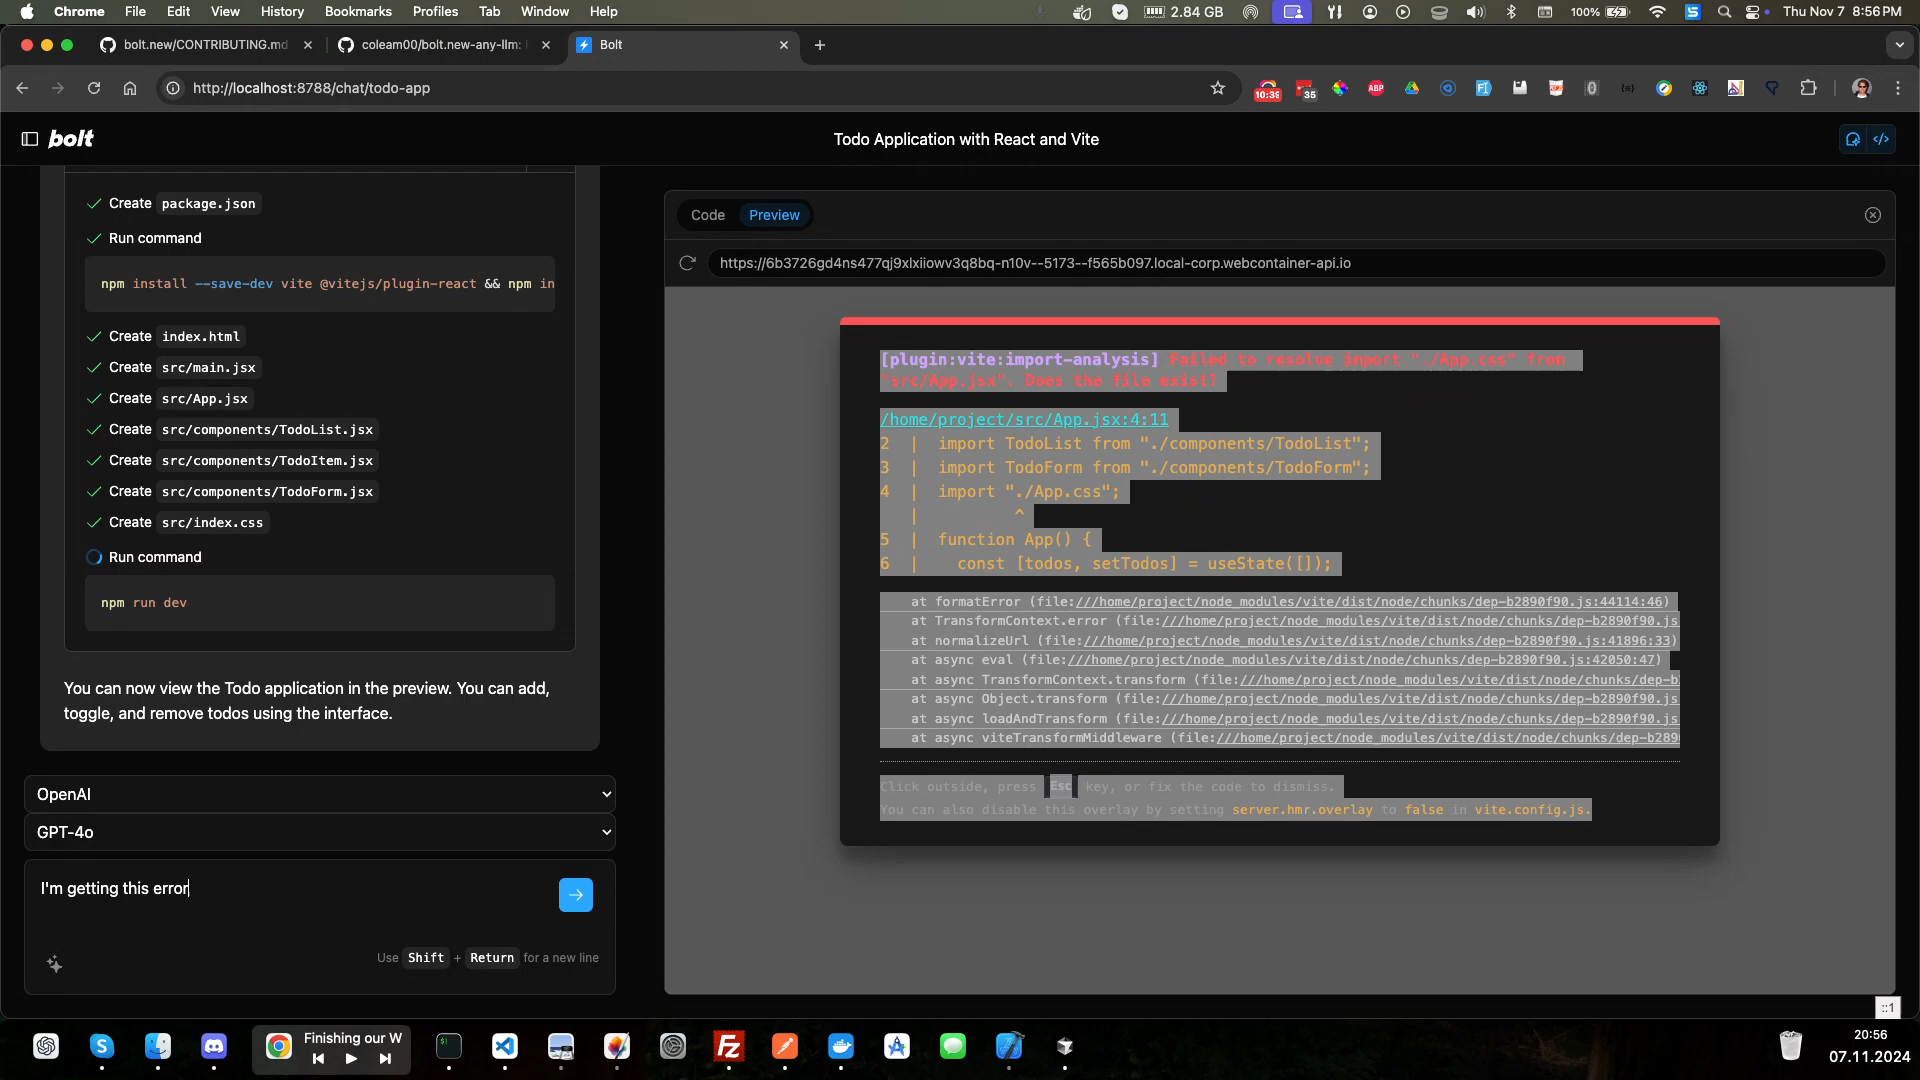 Chrome File Edit View History Bookmarks Profiles Tab Window Help 2.84 GB 100% Thu Nov 7 8:56 PM
bolt.new/CONTRIBUTING.md coleam00/bolt.new-any-llm: Bolt
http://localhost:8788/chat/todo-app 10:39 35 ABP
bolt Todo Application with React and Vite
Create package.json
Run command
npm install --save-dev vite @vitejs/plugin-react && npm in
Create index.html
Create src/main.jsx
Create src/App.jsx
Create src/components/TodoList.jsx
Create src/components/TodoItem.jsx
Create src/components/TodoForm.jsx
Create src/index.css
Run command
npm run dev
You can now view the Todo application in the preview. You can add,
toggle, and remove todos using the interface.
OpenAI
GPT-4o
I'm getting this error
Use Shift + Return for a new line
Code Preview
https://6b3726gd4ns477qj9xlxiiowv3q8bq-n10v--5173--f565b097.local-corp.webcontainer-api.io
[plugin:vite:import-analysis] Failed to resolve import "./App.css" from
"src/App.jsx". Does the file exist?
/home/project/src/App.jsx:4:11
2 | import TodoList from "./components/TodoList";
3 | import TodoForm from "./components/TodoForm";
4 | import "./App.css";
| ^
5 | function App() {
6 | const [todos, setTodos] = useState([]);
at formatError (file:///home/project/node_modules/vite/dist/node/chunks/dep-b2890f90.js:44114:46)
at TransformContext.error (file:///home/project/node_modules/vite/dist/node/chunks/dep-b2890f90.js
at normalizeUrl (file:///home/project/node_modules/vite/dist/node/chunks/dep-b2890f90.js:41896:33)
at async eval (file:///home/project/node_modules/vite/dist/node/chunks/dep-b2890f90.js:42050:47)
at async TransformContext.transform (file:///home/project/node_modules/vite/dist/node/chunks/dep-b
at async Object.transform (file:///home/project/node_modules/vite/dist/node/chunks/dep-b2890f90.js
at async loadAndTransform (file:///home/project/node_modules/vite/dist/node/chunks/dep-b2890f90.js
at async viteTransformMiddleware (file:///home/project/node_modules/vite/dist/node/chunks/dep-b289
Click outside, press Esc key, or fix the code to dismiss.
You can also disable this overlay by setting server.hmr.overlay to false in vite.config.js.
::1
Finishing our W
Fz
20:56
07.11.2024